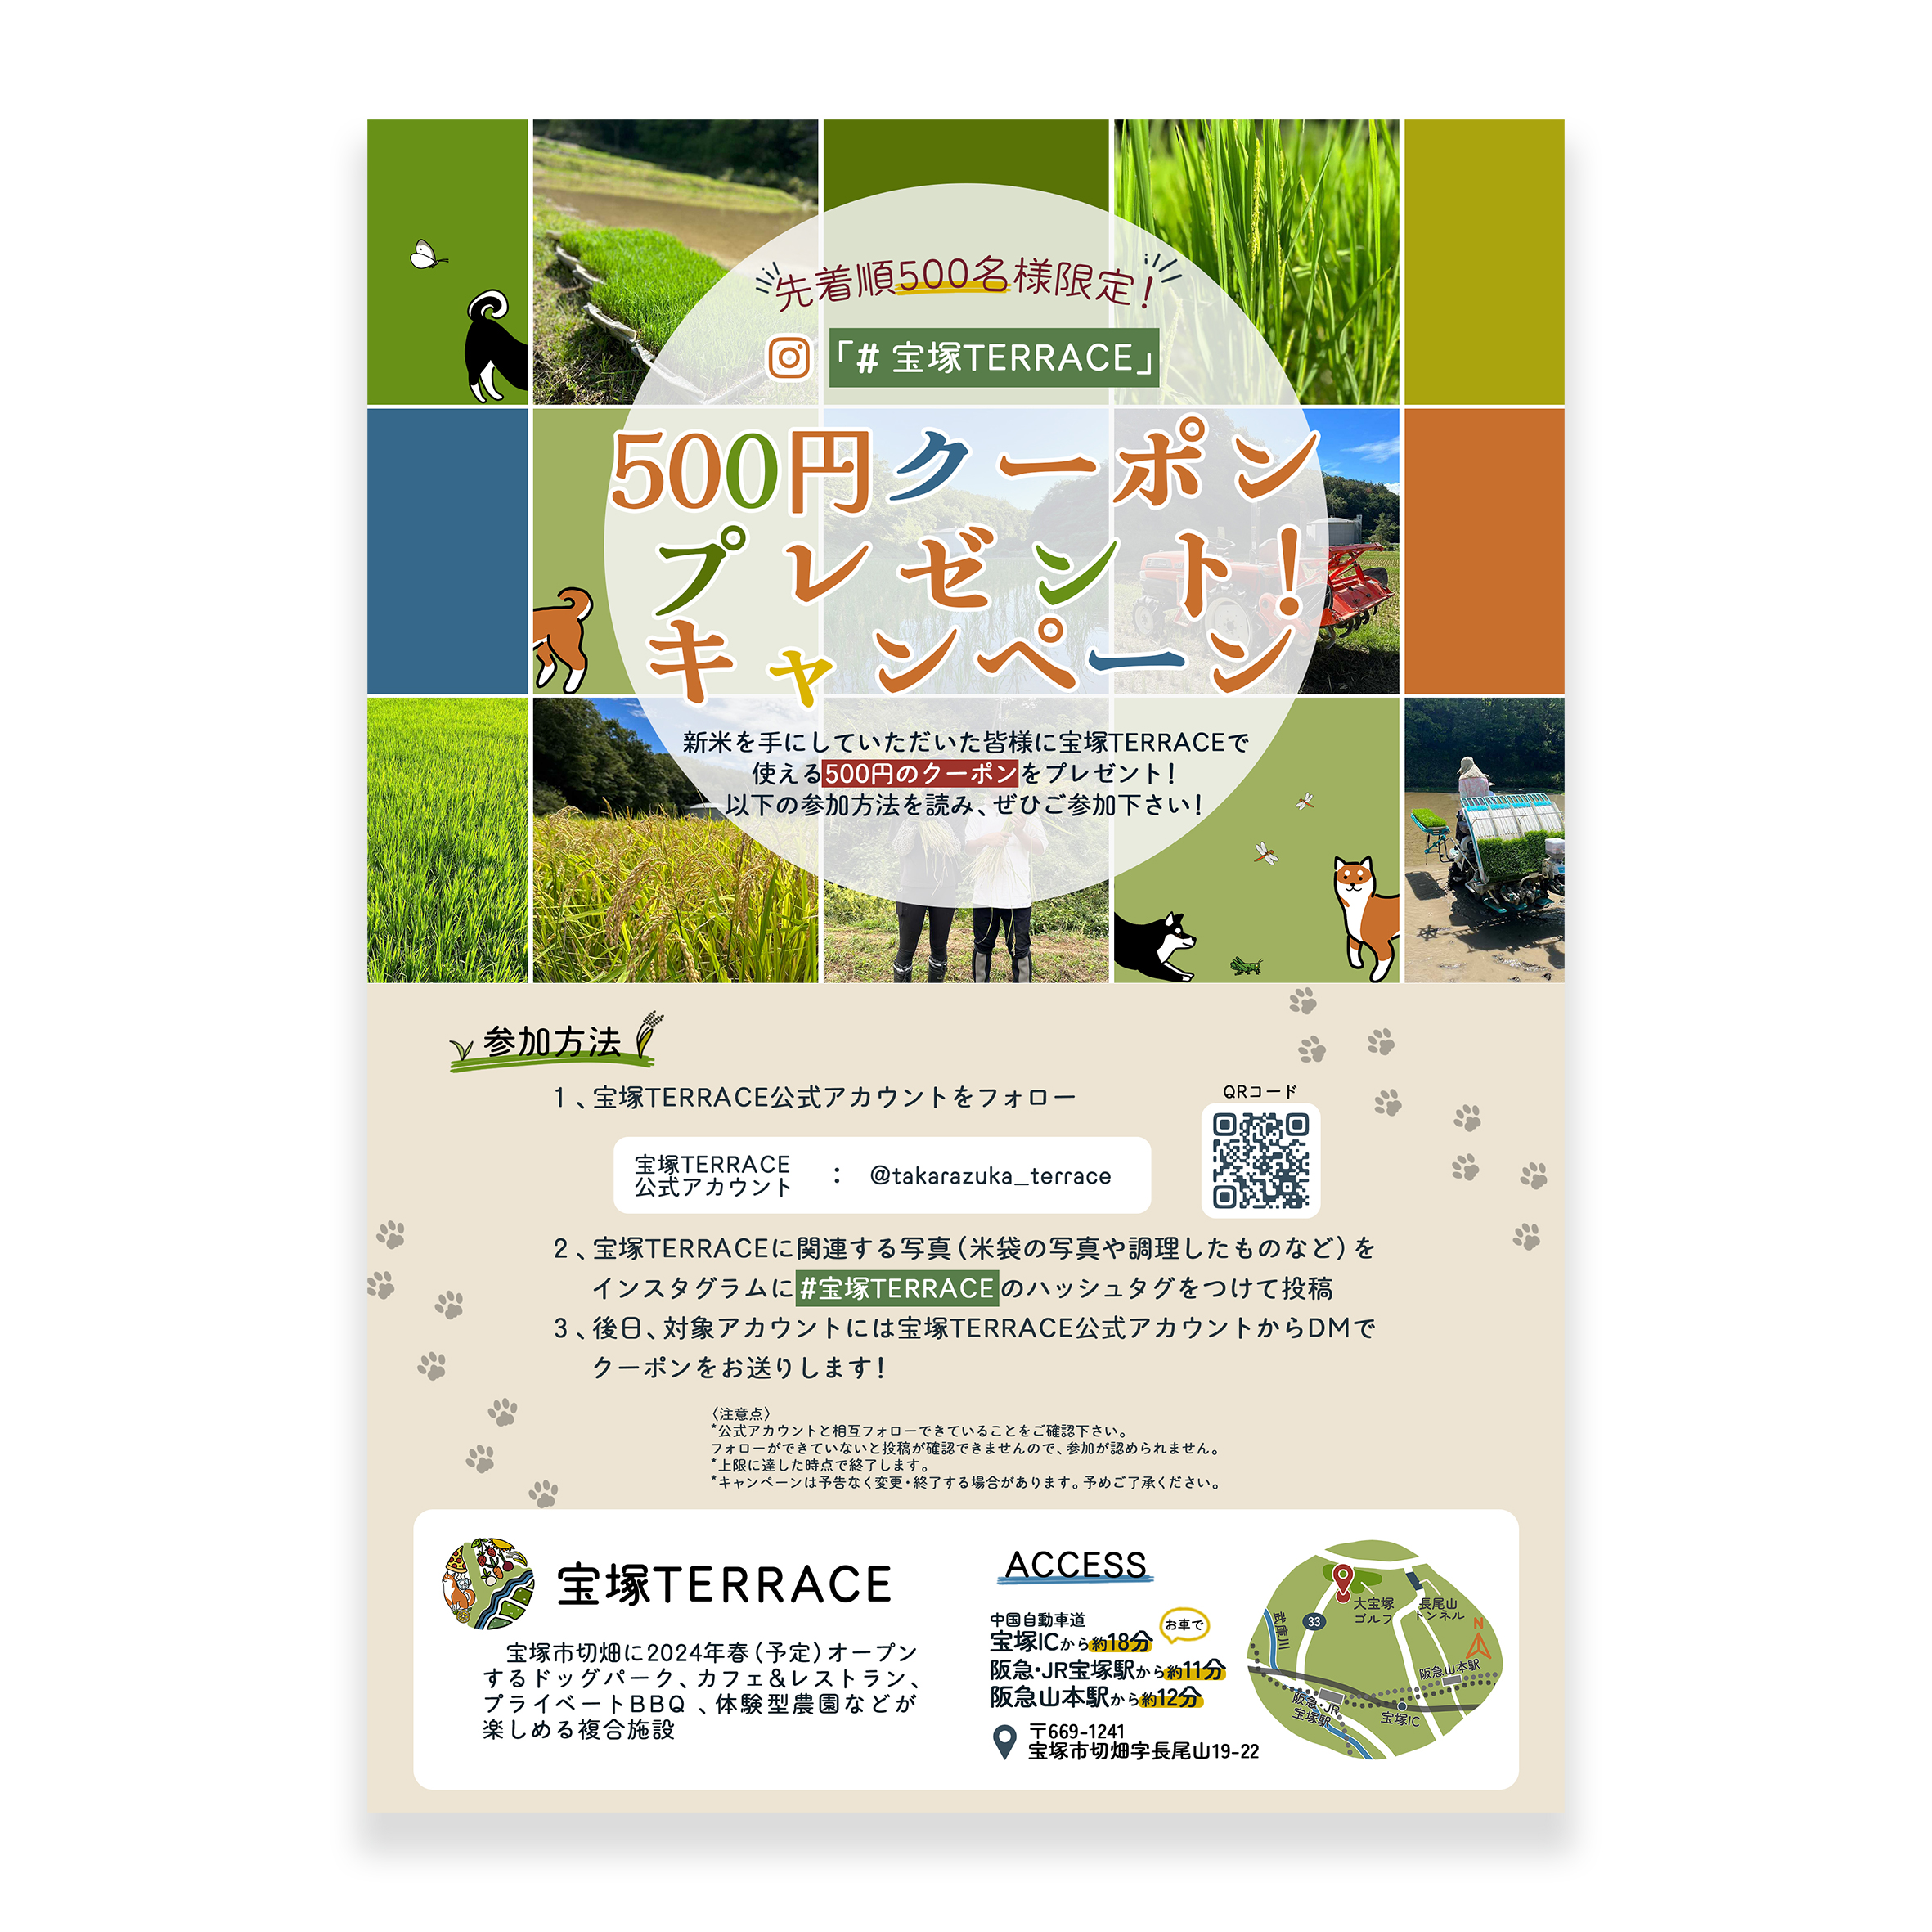 先着順500名様限定!
「# 宝塚TERRACE」
500円クーポン
プレゼント!
キャンペーン
新米を手にしていただいた皆様に宝塚TERRACEで
使える500円のクーポンをプレゼント!
以下の参加方法を読み、ぜひご参加下さい!
参加方法
1、宝塚TERRACE公式アカウントをフォロー
QRコード
宝塚TERRACE
公式アカウント : @takarazuka_terrace
2、宝塚TERRACEに関連する写真(米袋の写真や調理したものなど)を
インスタグラムに#宝塚TERRACEのハッシュタグをつけて投稿
3、後日、対象アカウントには宝塚TERRACE公式アカウントからDMで
クーポンをお送りします!
〈注意点〉
*公式アカウントと相互フォローできていることをご確認下さい。
フォローができていないと投稿が確認できませんので、参加が認められません。
*上限に達した時点で終了します。
*キャンペーンは予告なく変更・終了する場合があります。予めご了承ください。
宝塚TERRACE
宝塚市切畑に2024年春(予定)オープン
するドッグパーク、カフェ&レストラン、
プライベートBBQ、体験型農園などが
楽しめる複合施設
ACCESS
中国自動車道
宝塚ICから約18分
お車で
阪急・JR宝塚駅から約11分
阪急山本駅から約12分
〒669-1241
宝塚市切畑字長尾山19-22
武庫川
33
大宝塚
ゴルフ
長尾山
トンネル
N
阪急山本駅
阪急・JR
宝塚駅
宝塚IC